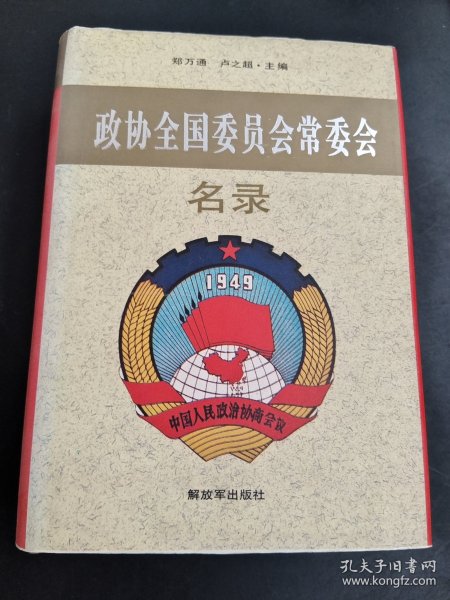 郑万通 卢之超·主编
政协全国委员会常委会
名录
1949
中国人民政治协商会议
解放军出版社
孔夫子旧书网
www.kongfz.com